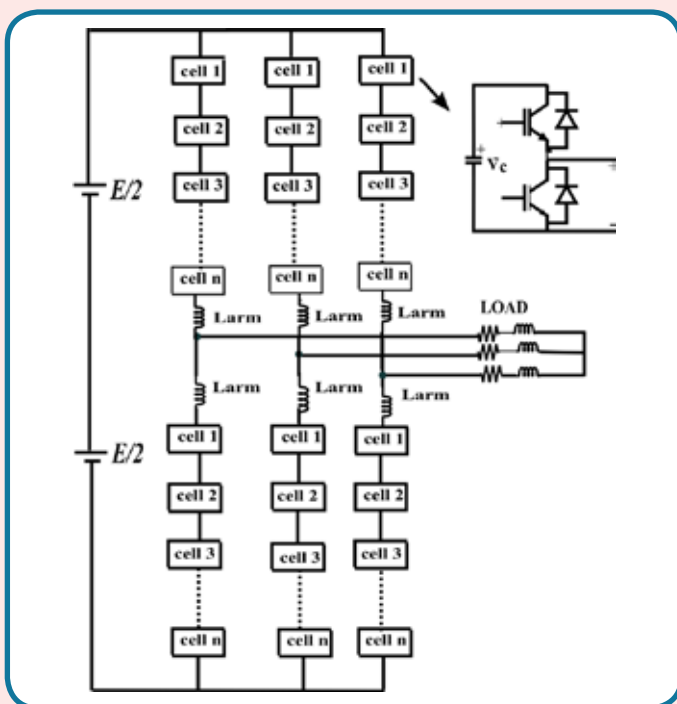 cell 1 cell 1 cell 1
cell 2 cell 2 cell 2
+ Vc +
E/2 cell 3 cell 3 cell 3
−
cell n cell n cell n
Larm Larm Larm LOAD
Larm Larm Larm
cell 1 cell 1 cell 1
E/2
cell 2 cell 2 cell 2
cell 3 cell 3 cell 3
cell n cell n cell n